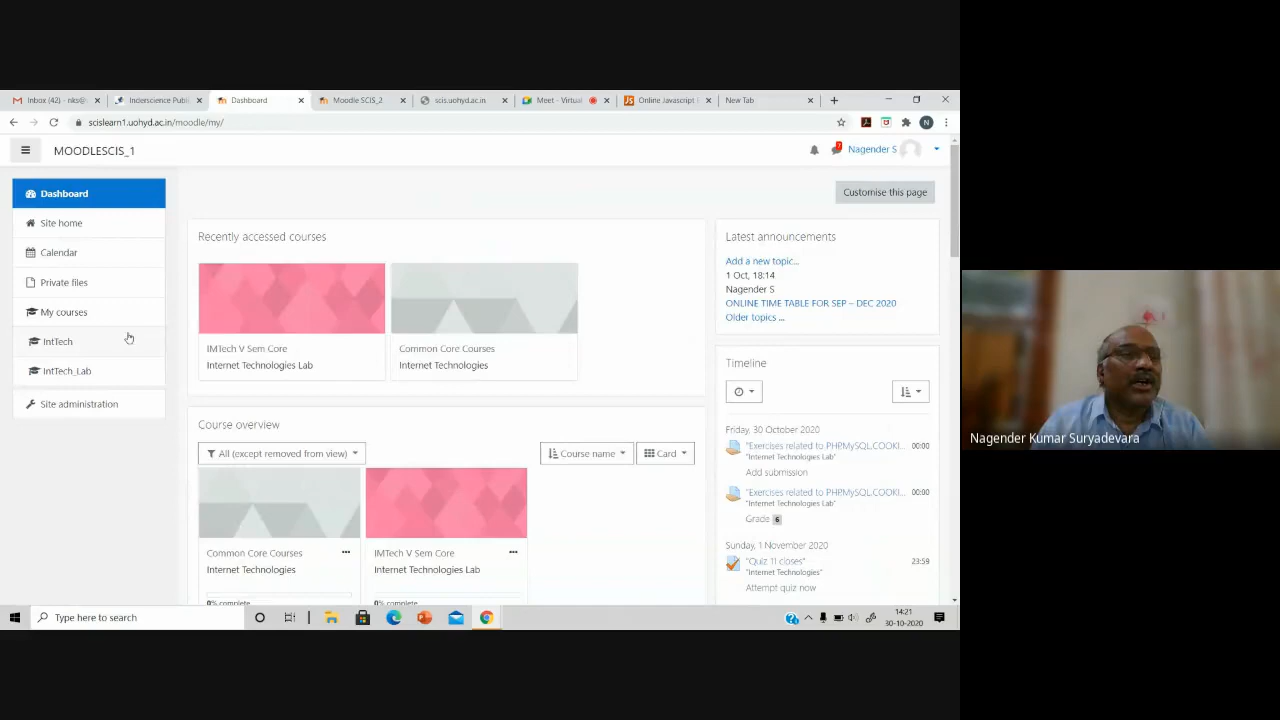 Inbox (42) - nks@
Inderscience Publi
Dashboard
Moodle SCIS_2
scis.uohyd.ac.in
Meet - Virtual
Online Javascript
New Tab
scislearn1.uohyd.ac.in/moodle/my/
N
MOODLESCIS_1
Nagender S
Dashboard
Site home
Calendar
Private files
My courses
IntTech
IntTech_Lab
Site administration
Customise this page
Recently accessed courses
IMTech V Sem Core
Internet Technologies Lab
Common Core Courses
Internet Technologies
Course overview
All (except removed from view)
Course name
Card
Common Core Courses
Internet Technologies
0% complete
IMTech V Sem Core
Internet Technologies Lab
0% complete
Latest announcements
Add a new topic...
1 Oct, 18:14
Nagender S
ONLINE TIME TABLE FOR SEP – DEC 2020
Older topics ...
Timeline
Friday, 30 October 2020
"Exercises related to PHP,MySQL,COOKI... 00:00
"Internet Technologies Lab"
Add submission
"Exercises related to PHP,MySQL,COOKI... 00:00
"Internet Technologies Lab"
Grade 6
Sunday, 1 November 2020
"Quiz 1I closes" 23:59
"Internet Technologies"
Attempt quiz now
Type here to search
14:21
30-10-2020
Nagender Kumar Suryadevara